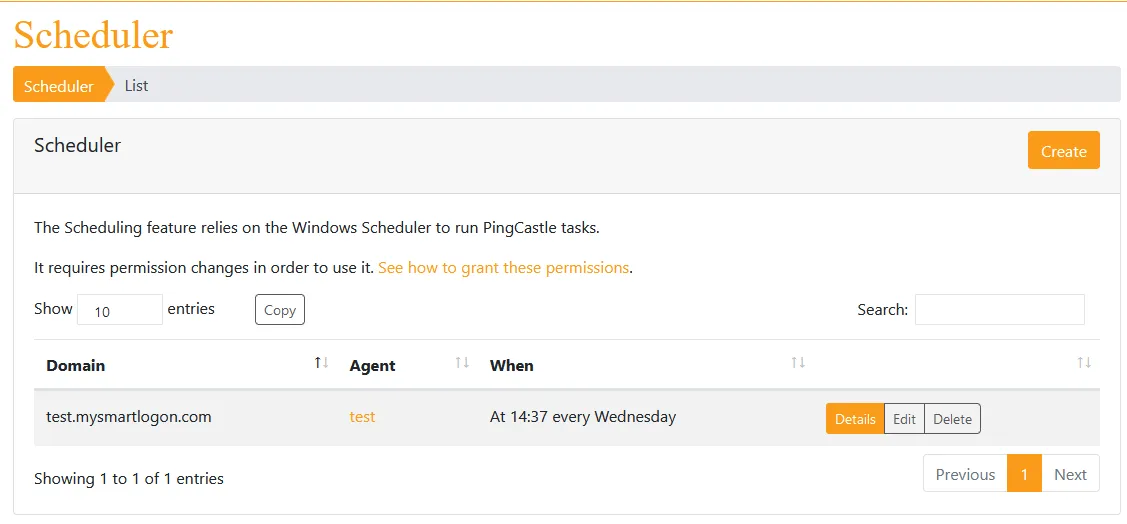 Scheduler
Scheduler List
Scheduler
Create
The Scheduling feature relies on the Windows Scheduler to run PingCastle tasks.
It requires permission changes in order to use it. See how to grant these permissions.
Show 10 entries Copy Search:
Domain Agent When
test.mysmartlogon.com test At 14:37 every Wednesday Details Edit Delete
Showing 1 to 1 of 1 entries Previous 1 Next